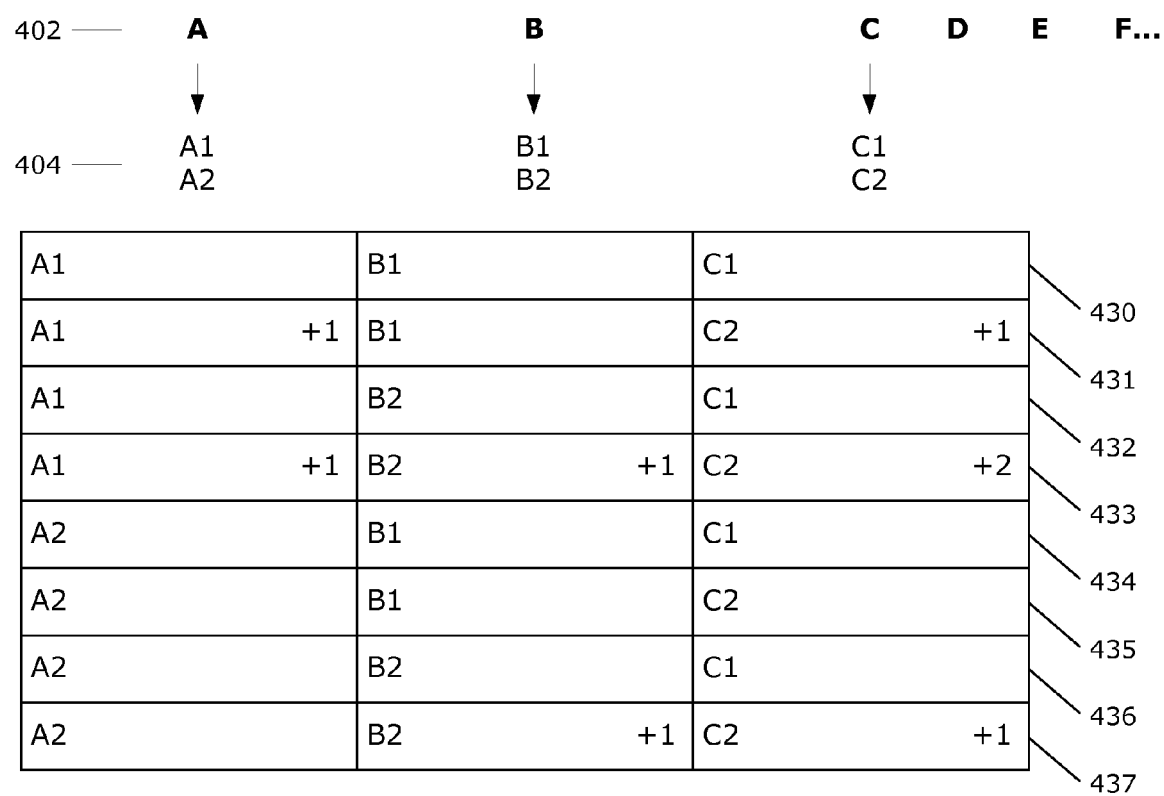 402 A B C D E F...
A1 B1 C1
404
A2 B2 C2
A1 B1 C1
430
A1 +1 B1 C2 +1
431
A1 B2 C1
432
A1 +1 B2 +1 C2 +2
433
A2 B1 C1
434
A2 B1 C2
435
A2 B2 C1
436
A2 B2 +1 C2 +1
437